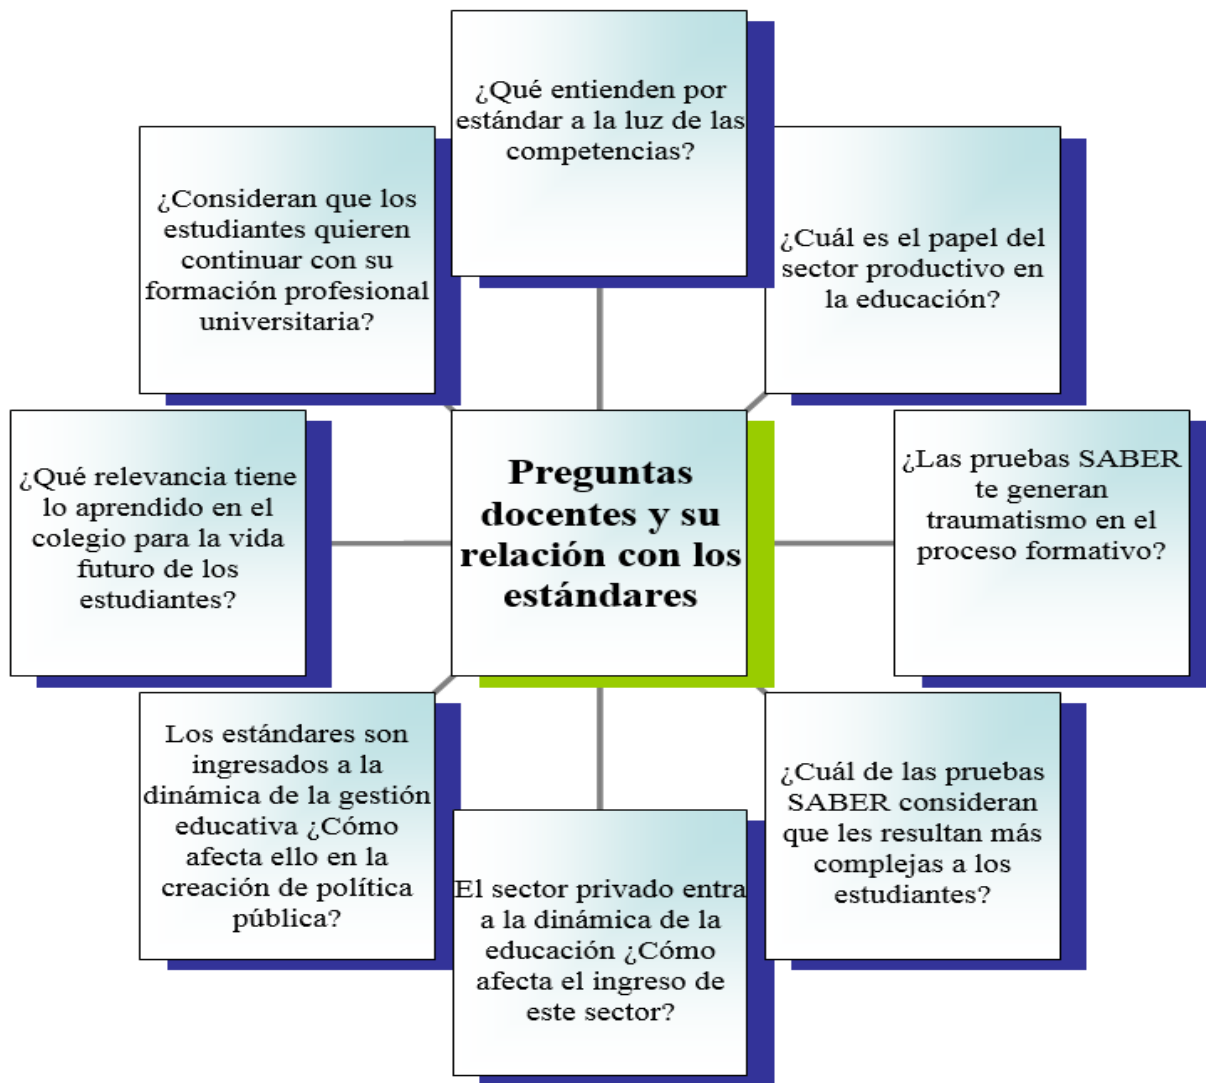 ¿Qué entienden por
estándar a la luz de las
competencias?
¿Consideran que los
estudiantes quieren
continuar con su
formación profesional
universitaria?
¿Cuál es el papel del
sector productivo en
la educación?
¿Qué relevancia tiene
lo aprendido en el
colegio para la vida
futuro de los
estudiantes?
Preguntas
docentes y su
relación con los
estándares
¿Las pruebas SABER
te generan
traumatismo en el
proceso formativo?
Los estándares son
ingresados a la
dinámica de la gestión
educativa ¿Cómo
afecta ello en la
creación de política
pública?
¿Cuál de las pruebas
SABER consideran
que les resultan más
complejas a los
estudiantes?
El sector privado entra
a la dinámica de la
educación ¿Cómo
afecta el ingreso de
este sector?